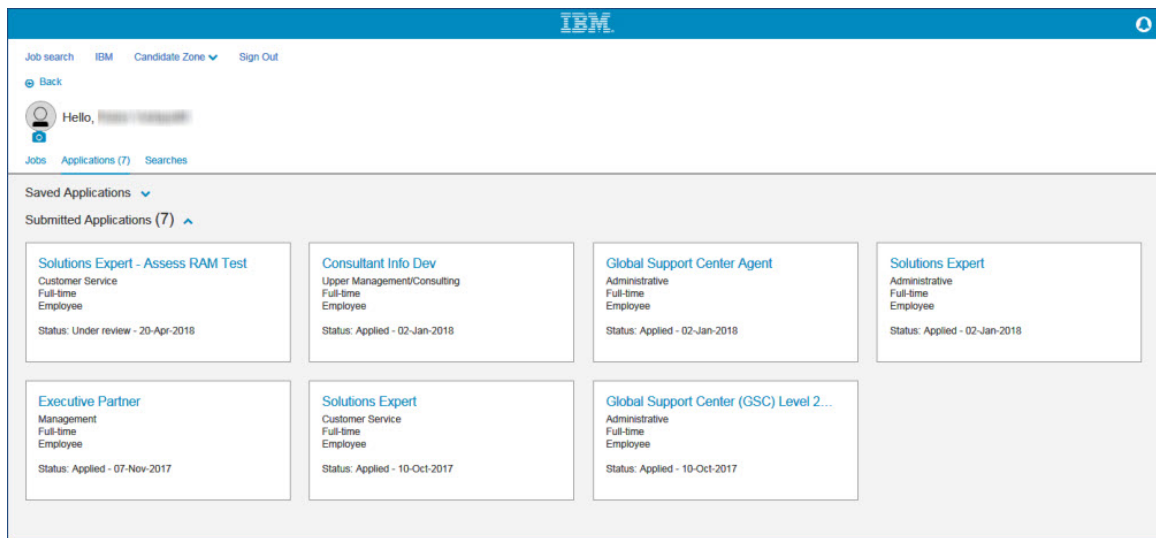 IBM
Job search IBM Candidate Zone Sign Out
Back
Hello,
Jobs Applications (7) Searches
Saved Applications
Submitted Applications (7)
Solutions Expert - Assess RAM Test
Customer Service
Full-time
Employee
Status: Under review - 20-Apr-2018
Consultant Info Dev
Upper Management/Consulting
Full-time
Employee
Status: Applied - 02-Jan-2018
Global Support Center Agent
Administrative
Full-time
Employee
Status: Applied - 02-Jan-2018
Solutions Expert
Administrative
Full-time
Employee
Status: Applied - 02-Jan-2018
Executive Partner
Management
Full-time
Employee
Status: Applied - 07-Nov-2017
Solutions Expert
Customer Service
Full-time
Employee
Status: Applied - 10-Oct-2017
Global Support Center (GSC) Level 2...
Administrative
Full-time
Employee
Status: Applied - 10-Oct-2017